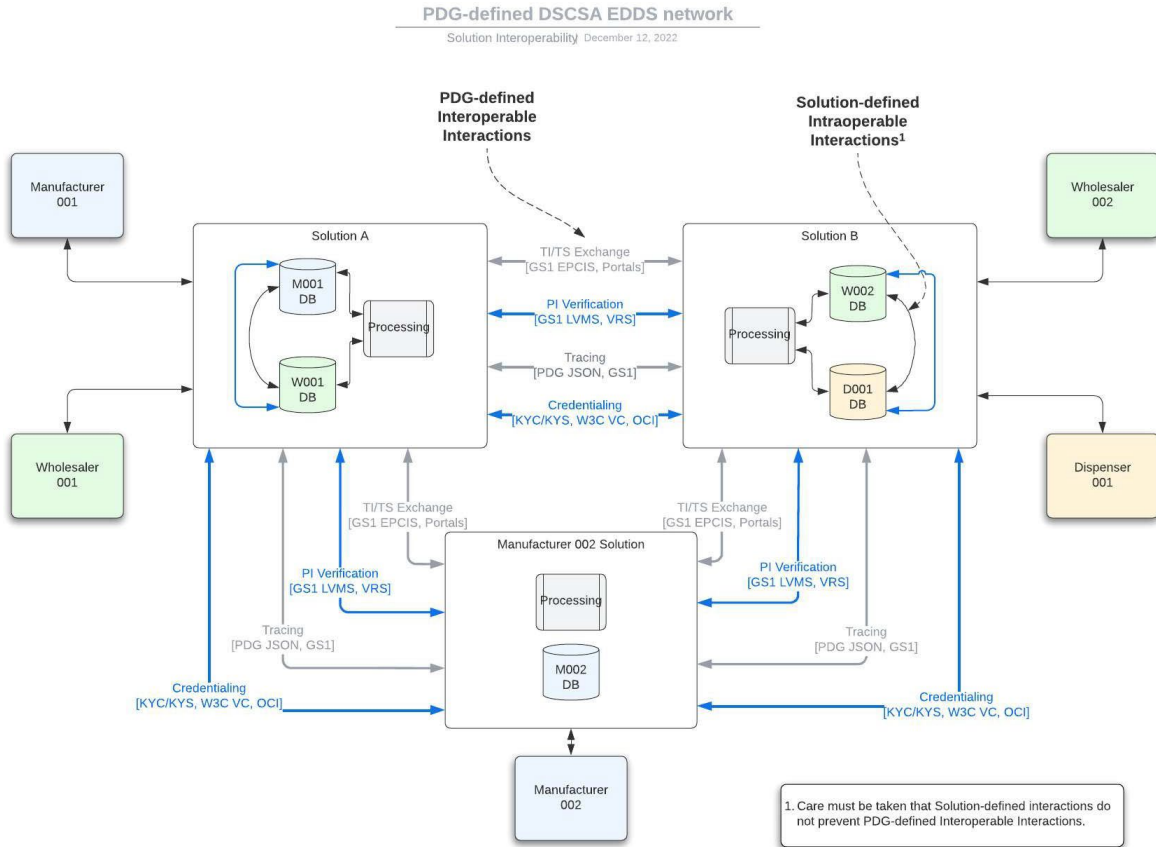 PDG-defined DSCSA EDDS network
Solution Interoperability December 12, 2022
PDG-defined
Interoperable
Interactions
Solution-defined
Intraoperable
Interactions¹
Manufacturer
001
Wholesaler
002
Solution A
M001
DB
Processing
W001
DB
TI/TS Exchange
[GS1 EPCIS, Portals]
PI Verification
[GS1 LVMS, VRS]
Tracing
[PDG JSON, GS1]
Credentialing
[KYC/KYS, W3C VC, OCI]
Solution B
W002
DB
Processing
D001
DB
Wholesaler
001
Dispenser
001
TI/TS Exchange
[GS1 EPCIS, Portals]
PI Verification
[GS1 LVMS, VRS]
Tracing
[PDG JSON, GS1]
Credentialing
[KYC/KYS, W3C VC, OCI]
Manufacturer 002 Solution
Processing
M002
DB
TI/TS Exchange
[GS1 EPCIS, Portals]
PI Verification
[GS1 LVMS, VRS]
Tracing
[PDG JSON, GS1]
Credentialing
[KYC/KYS, W3C VC, OCI]
Manufacturer
002
1. Care must be taken that Solution-defined interactions do
not prevent PDG-defined Interoperable Interactions.